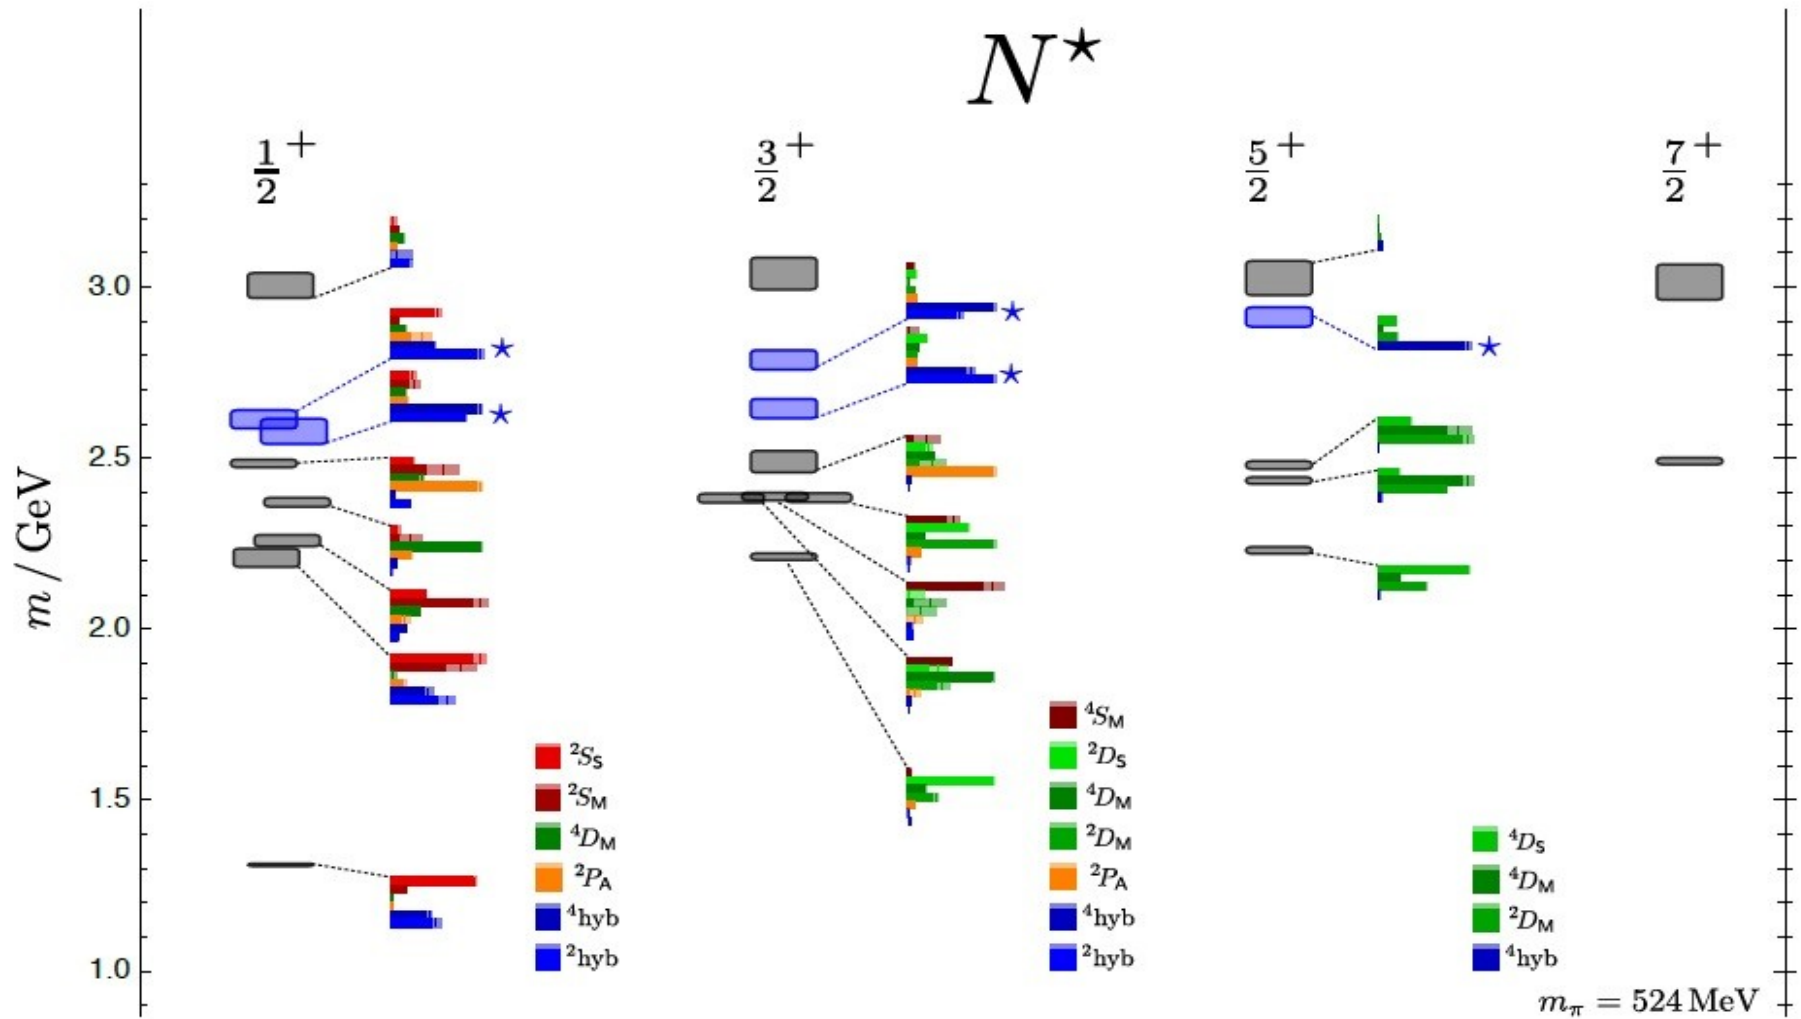 N★
1/2+
3/2+
5/2+
7/2+
m / GeV
3.0
2.5
2.0
1.5
1.0
²S_S
²S_M
⁴D_M
²P_A
⁴hyb
²hyb
⁴S_M
²D_S
⁴D_M
²D_M
²P_A
⁴hyb
²hyb
⁴D_S
⁴D_M
²D_M
⁴hyb
m_π = 524 MeV